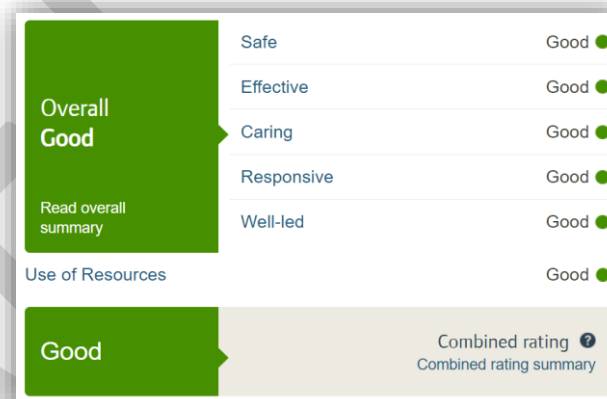 Overall
Good
Read overall
summary
Safe Good
Effective Good
Caring Good
Responsive Good
Well-led Good
Use of Resources Good
Good
Combined rating ?
Combined rating summary